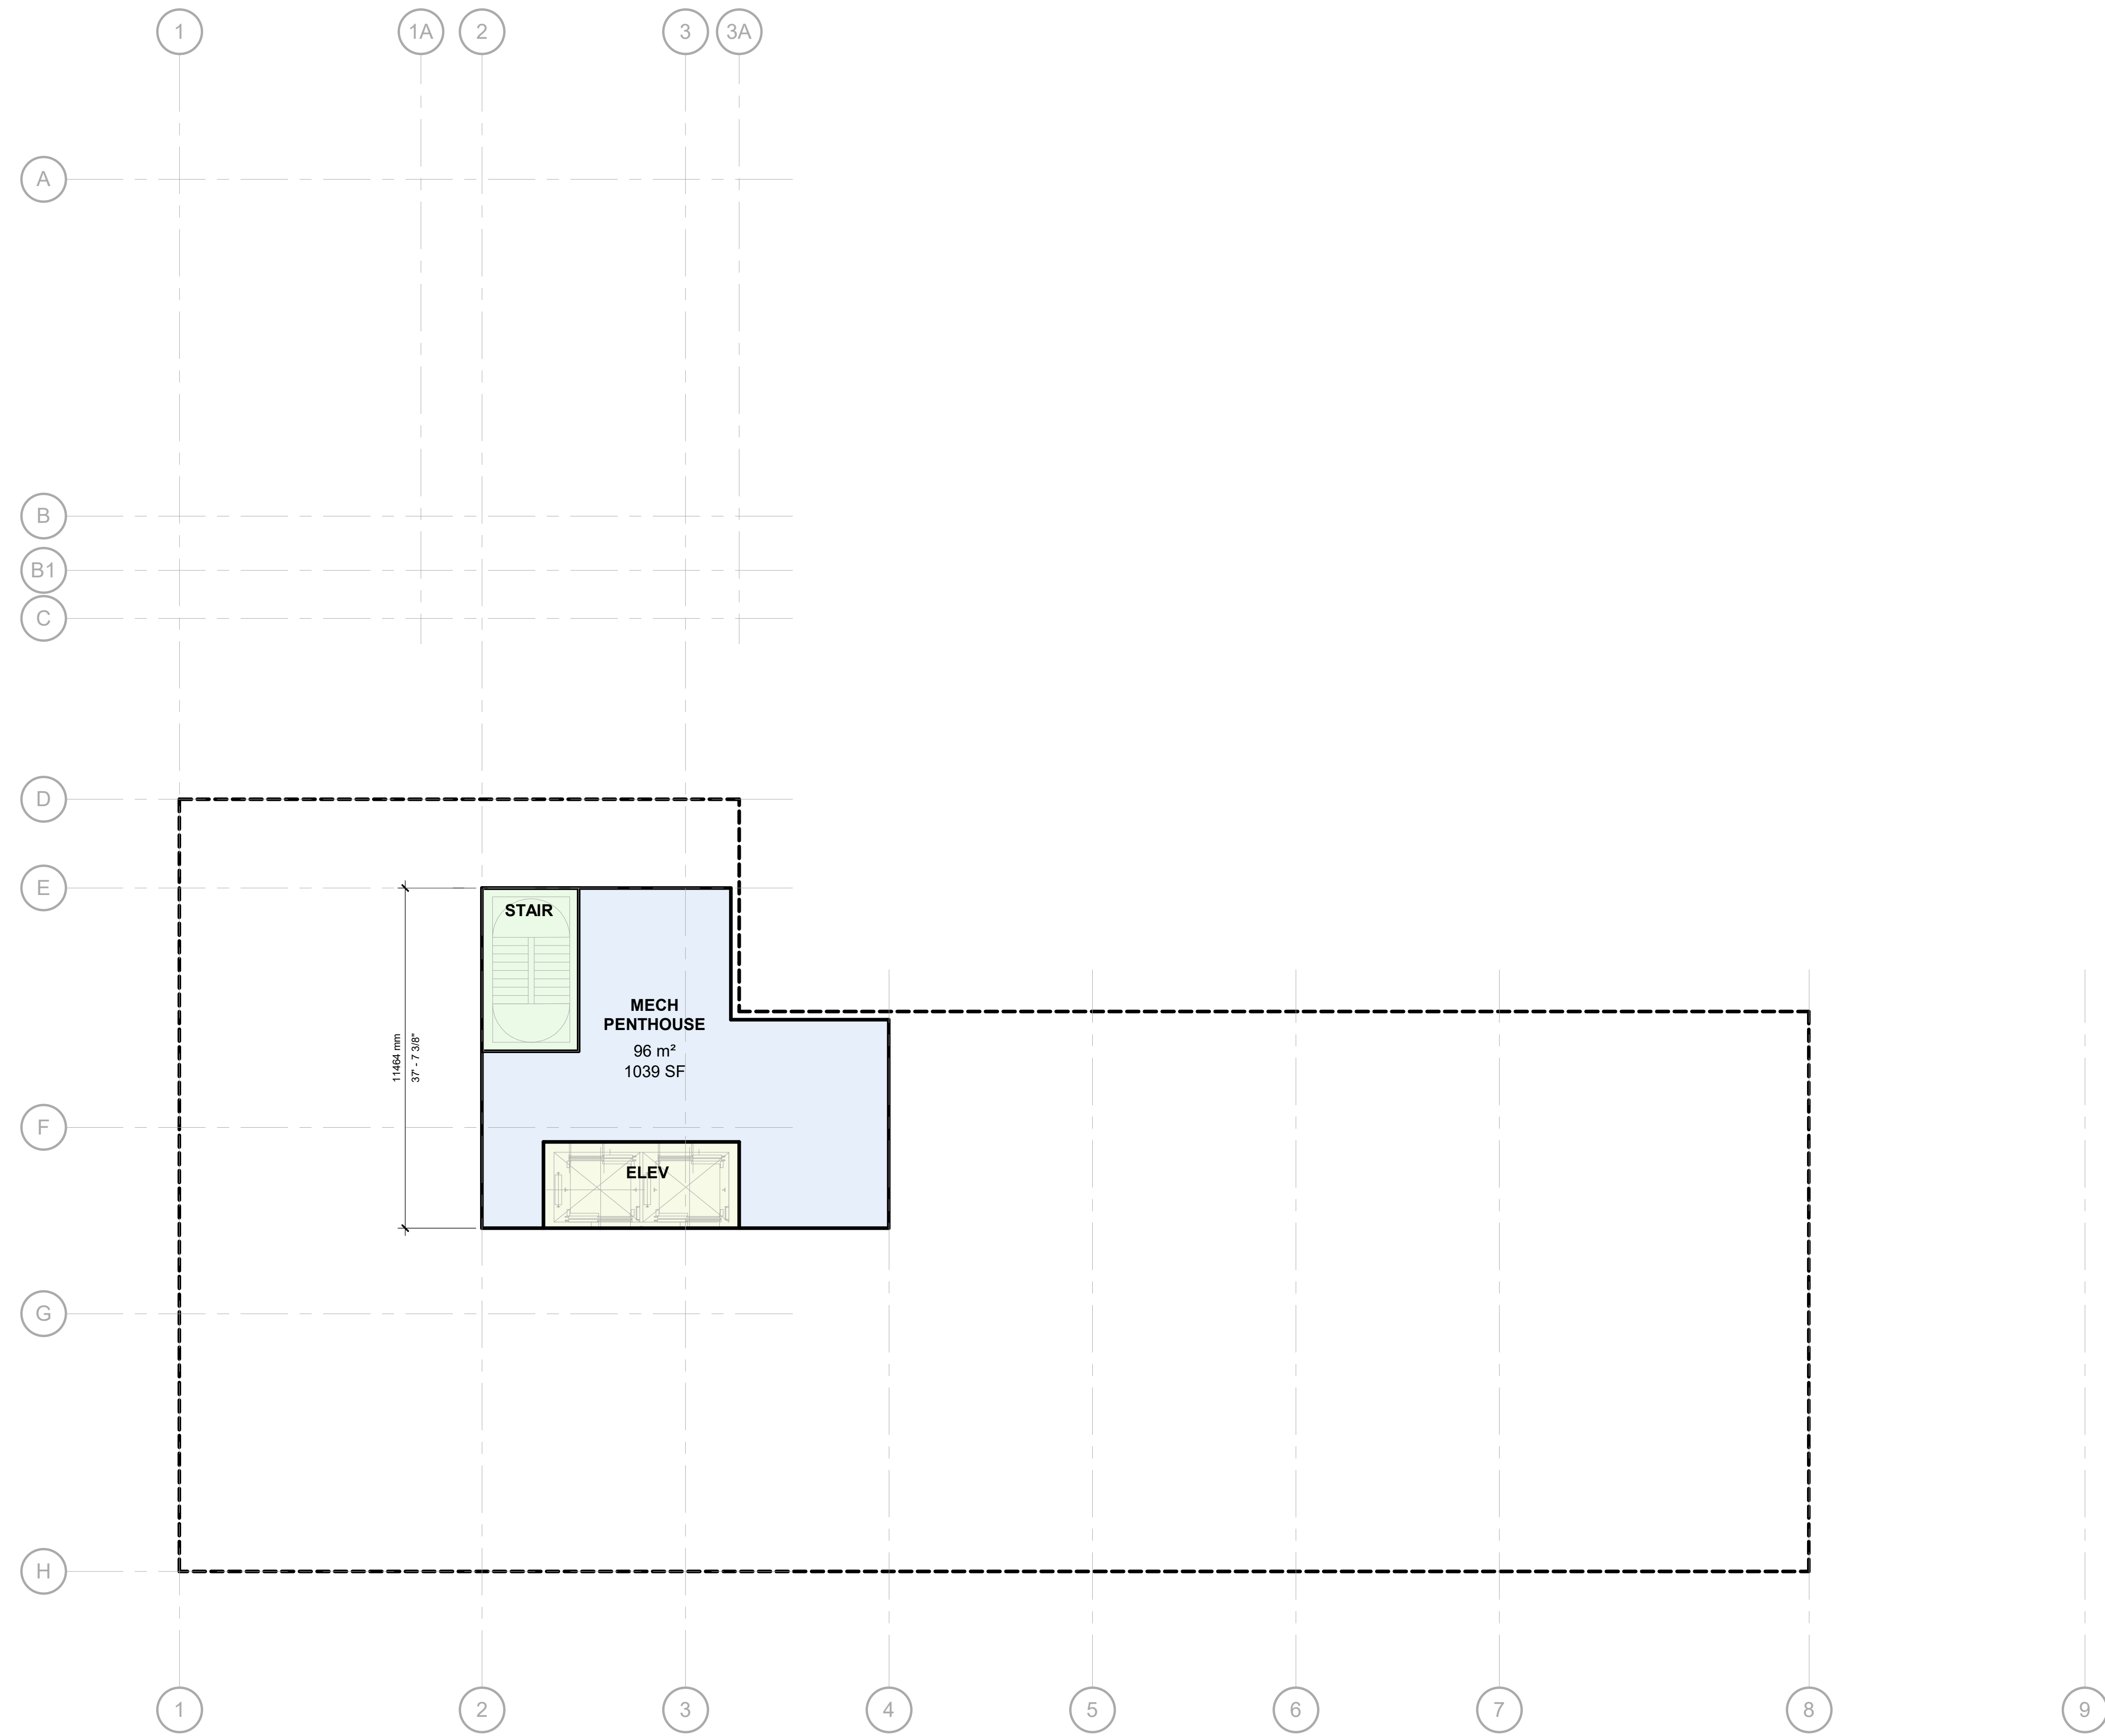 1
1A
2
3
3A
A
B
B1
C
D
E
STAIR
MECH
PENTHOUSE
96 m²
1039 SF
11464 mm
37' - 7 3/8"
F
ELEV
G
H
1
2
3
4
5
6
7
8
9